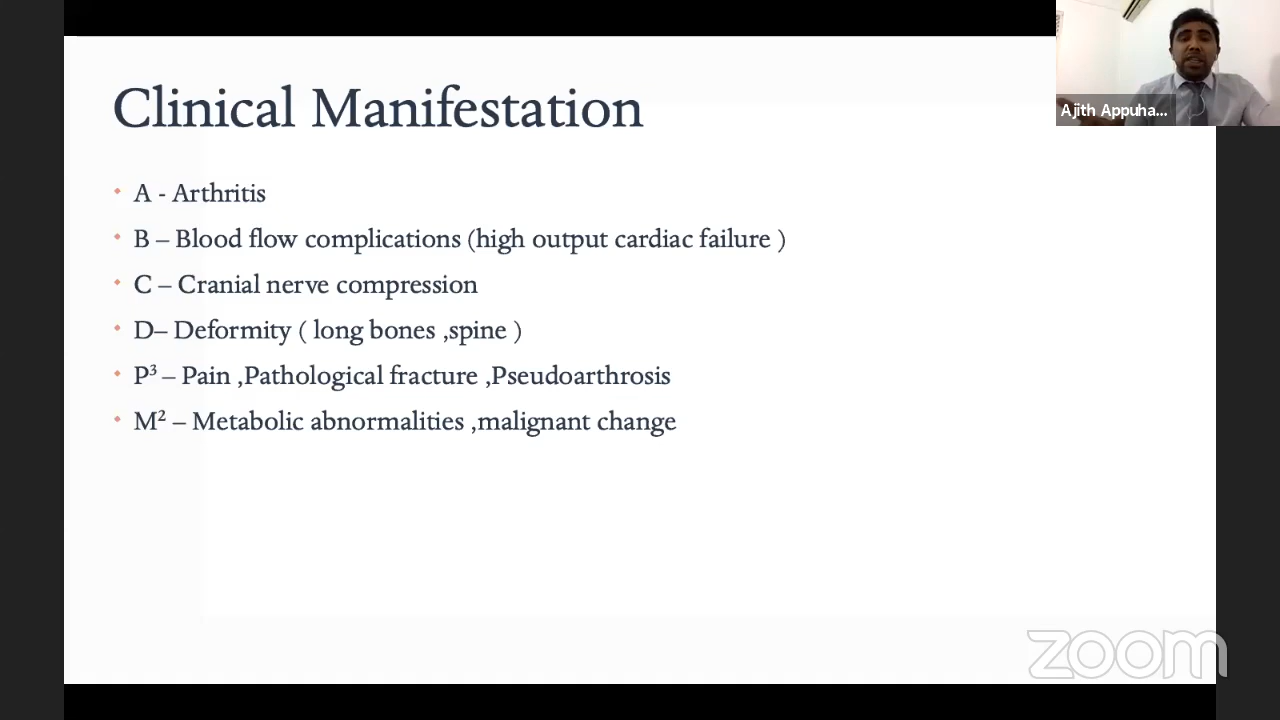 Clinical Manifestation
Ajith Appuha...
A - Arthritis
B – Blood flow complications (high output cardiac failure )
C – Cranial nerve compression
D– Deformity ( long bones ,spine )
P³ – Pain ,Pathological fracture ,Pseudoarthrosis
M² – Metabolic abnormalities ,malignant change
zoom